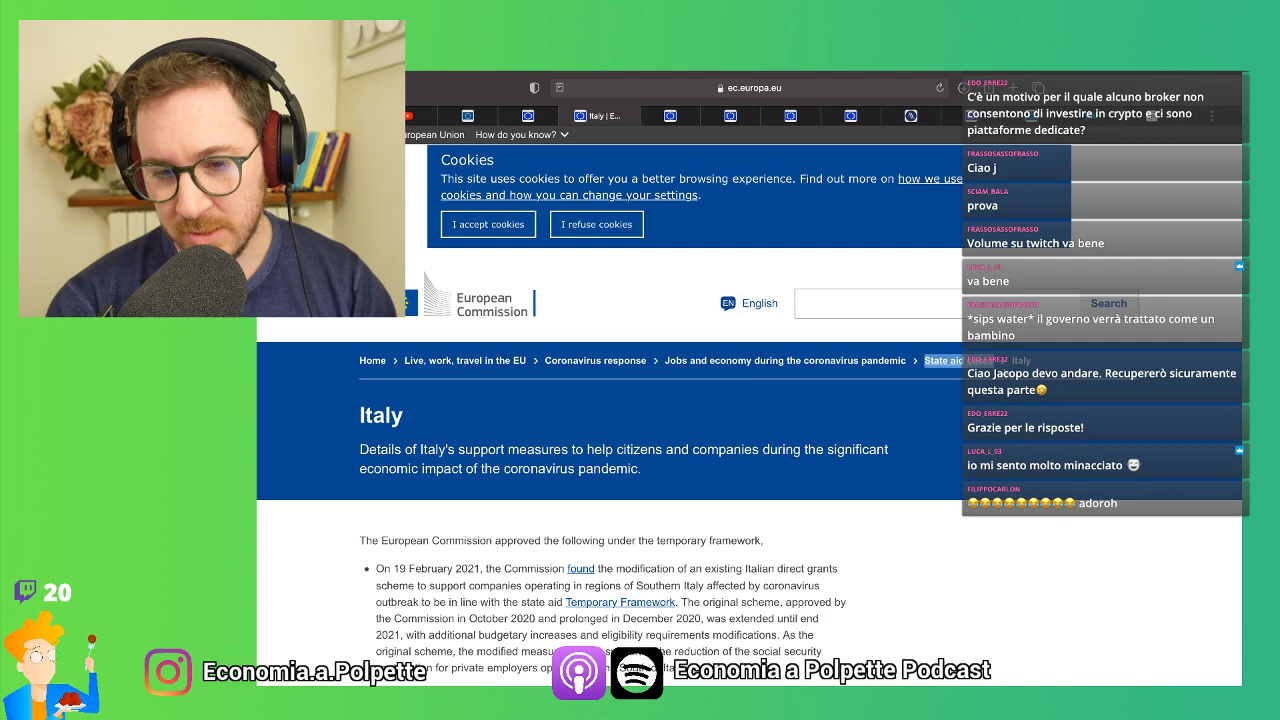 ec.europa.eu
Italy | E...
uropean Union How do you know?
Cookies
This site uses cookies to offer you a better browsing experience. Find out more on how we use
cookies and how you can change your settings.
I accept cookies I refuse cookies
European
Commission
EN English
Search
Home > Live, work, travel in the EU > Coronavirus response > Jobs and economy during the coronavirus pandemic > State aid Italy
Italy
Details of Italy's support measures to help citizens and companies during the significant
economic impact of the coronavirus pandemic.
The European Commission approved the following under the temporary framework,
• On 19 February 2021, the Commission found the modification of an existing Italian direct grants
scheme to support companies operating in regions of Southern Italy affected by coronavirus
outbreak to be in line with the state aid Temporary Framework. The original scheme, approved by
the Commission in October 2020 and prolonged in December 2020, was extended until end
2021, with additional budgetary increases and eligibility requirements modifications. As the
original scheme, the modified the reduction of the social security
for private employers
EDO_ERRE22
C'è un motivo per il quale alcuno broker non
consentono di investire in crypto e ci sono
piattaforme dedicate?
FRASSOSASSOFRASSO
Ciao j
SCIAM_BALA
prova
FRASSOSASSOFRASSO
Volume su twitch va bene
LUCA_L_03
va bene
FRASSOSASSOFRASSO
*sips water* il governo verrà trattato come un
bambino
EDO_ERRE22
Ciao Jacopo devo andare. Recupererò sicuramente
questa parte🤣
EDO_ERRE22
Grazie per le risposte!
LUCA_L_03
io mi sento molto minacciato
FILIPPOCARLON
😂😂😂😂😂😂😂😂😂 adoroh
20
Economia.a.Polpette
Economia a Polpette Podcast